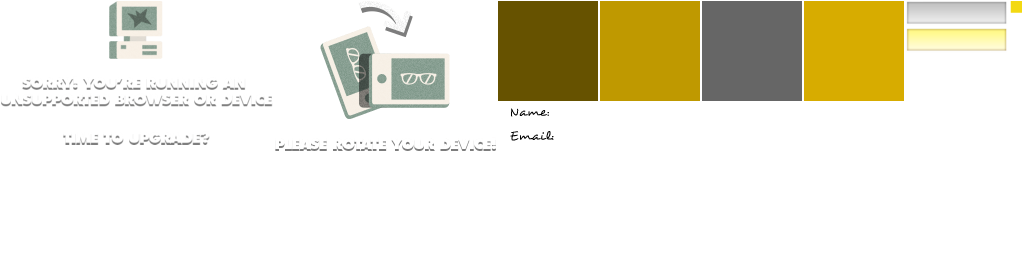 SORRY! YOU'RE RUNNING AN
UNSUPPORTED BROWSER OR DEVICE
TIME TO UPGRADE?
PLEASE ROTATE YOUR DEVICE!
Name:
Email: